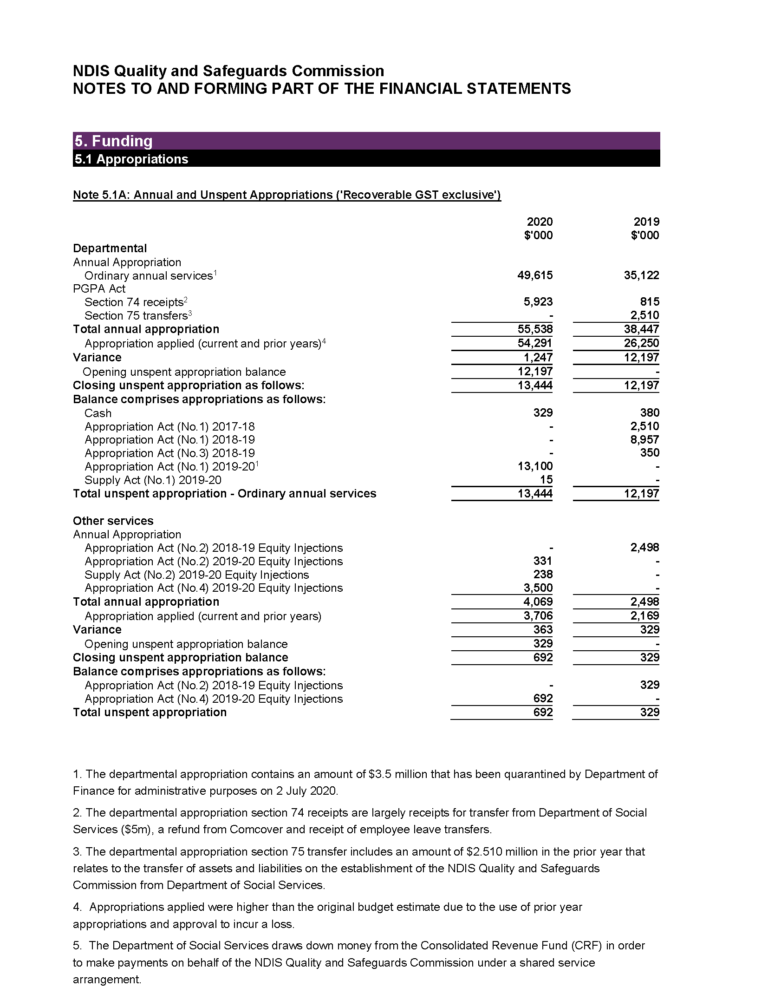 NDIS Quality and Safeguards Commission
NOTES TO AND FORMING PART OF THE FINANCIAL STATEMENTS
5. Funding
5.1 Appropriations
Note 5.1A: Annual and Unspent Appropriations ('Recoverable GST exclusive')
2020 2019
$'000 $'000
Departmental
Annual Appropriation
Ordinary annual services¹ 49,615 35,122
PGPA Act
Section 74 receipts² 5,923 815
Section 75 transfers³ - 2,510
Total annual appropriation 55,538 38,447
Appropriation applied (current and prior years)⁴ 54,291 26,250
Variance 1,247 12,197
Opening unspent appropriation balance 12,197 -
Closing unspent appropriation as follows: 13,444 12,197
Balance comprises appropriations as follows:
Cash 329 380
Appropriation Act (No.1) 2017-18 - 2,510
Appropriation Act (No.1) 2018-19 - 8,957
Appropriation Act (No.3) 2018-19 - 350
Appropriation Act (No.1) 2019-20¹ 13,100 -
Supply Act (No.1) 2019-20 15 -
Total unspent appropriation - Ordinary annual services 13,444 12,197
Other services
Annual Appropriation
Appropriation Act (No.2) 2018-19 Equity Injections - 2,498
Appropriation Act (No.2) 2019-20 Equity Injections 331 -
Supply Act (No.2) 2019-20 Equity Injections 238 -
Appropriation Act (No.4) 2019-20 Equity Injections 3,500 -
Total annual appropriation 4,069 2,498
Appropriation applied (current and prior years) 3,706 2,169
Variance 363 329
Opening unspent appropriation balance 329 -
Closing unspent appropriation balance 692 329
Balance comprises appropriations as follows:
Appropriation Act (No.2) 2018-19 Equity Injections - 329
Appropriation Act (No.4) 2019-20 Equity Injections 692 -
Total unspent appropriation 692 329
1. The departmental appropriation contains an amount of $3.5 million that has been quarantined by Department of
Finance for administrative purposes on 2 July 2020.
2. The departmental appropriation section 74 receipts are largely receipts for transfer from Department of Social
Services ($5m), a refund from Comcover and receipt of employee leave transfers.
3. The departmental appropriation section 75 transfer includes an amount of $2.510 million in the prior year that
relates to the transfer of assets and liabilities on the establishment of the NDIS Quality and Safeguards
Commission from Department of Social Services.
4. Appropriations applied were higher than the original budget estimate due to the use of prior year
appropriations and approval to incur a loss.
5. The Department of Social Services draws down money from the Consolidated Revenue Fund (CRF) in order
to make payments on behalf of the NDIS Quality and Safeguards Commission under a shared service
arrangement.